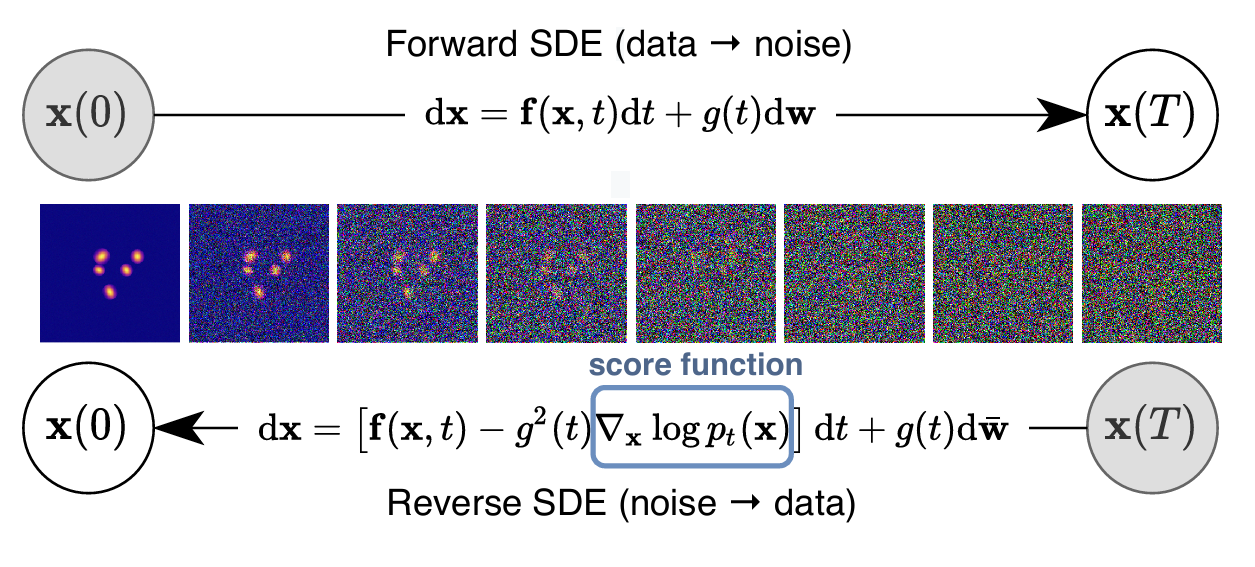 Forward SDE (data → noise)
x(0) dx = f(x, t)dt + g(t)dw x(T)
score function
x(0) dx = [f(x, t) − g²(t)∇ₓ log pₜ(x)] dt + g(t)dw̄ x(T)
Reverse SDE (noise → data)